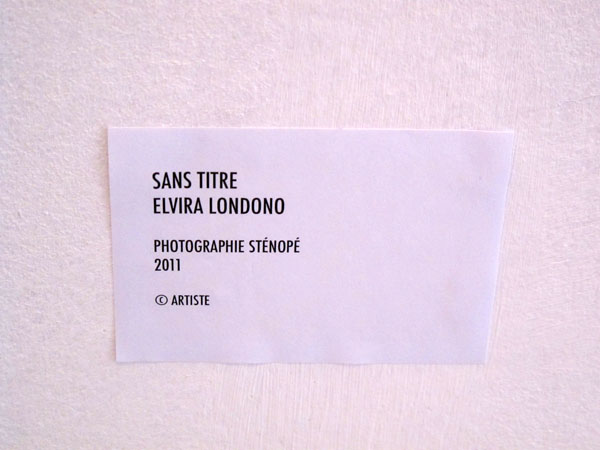 SANS TITRE
ELVIRA LONDONO
PHOTOGRAPHIE STÉNOPÉ
2011
© ARTISTE